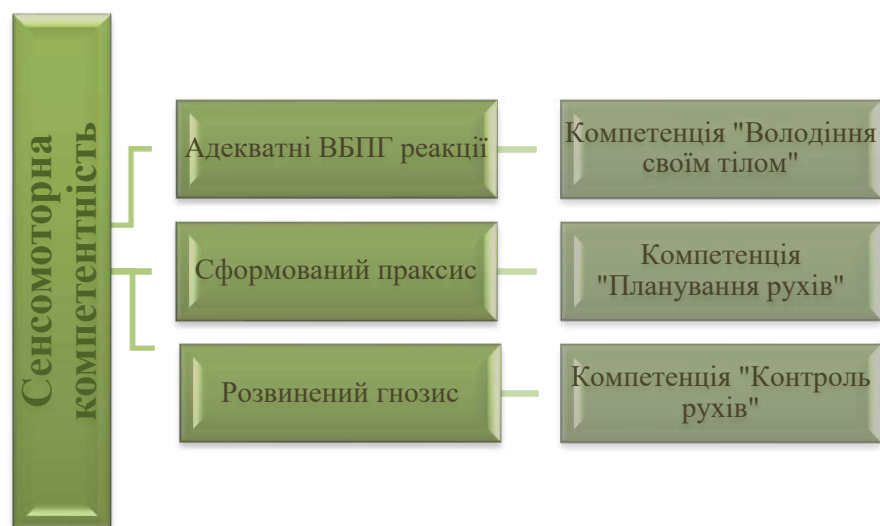 Сенсомоторна
компетентність
Адекватні ВБПГ реакції
Компетенція "Володіння
своїм тілом"
Сформований праксис
Компетенція
"Планування рухів"
Розвинений гнозис
Компетенція "Контроль
рухів"